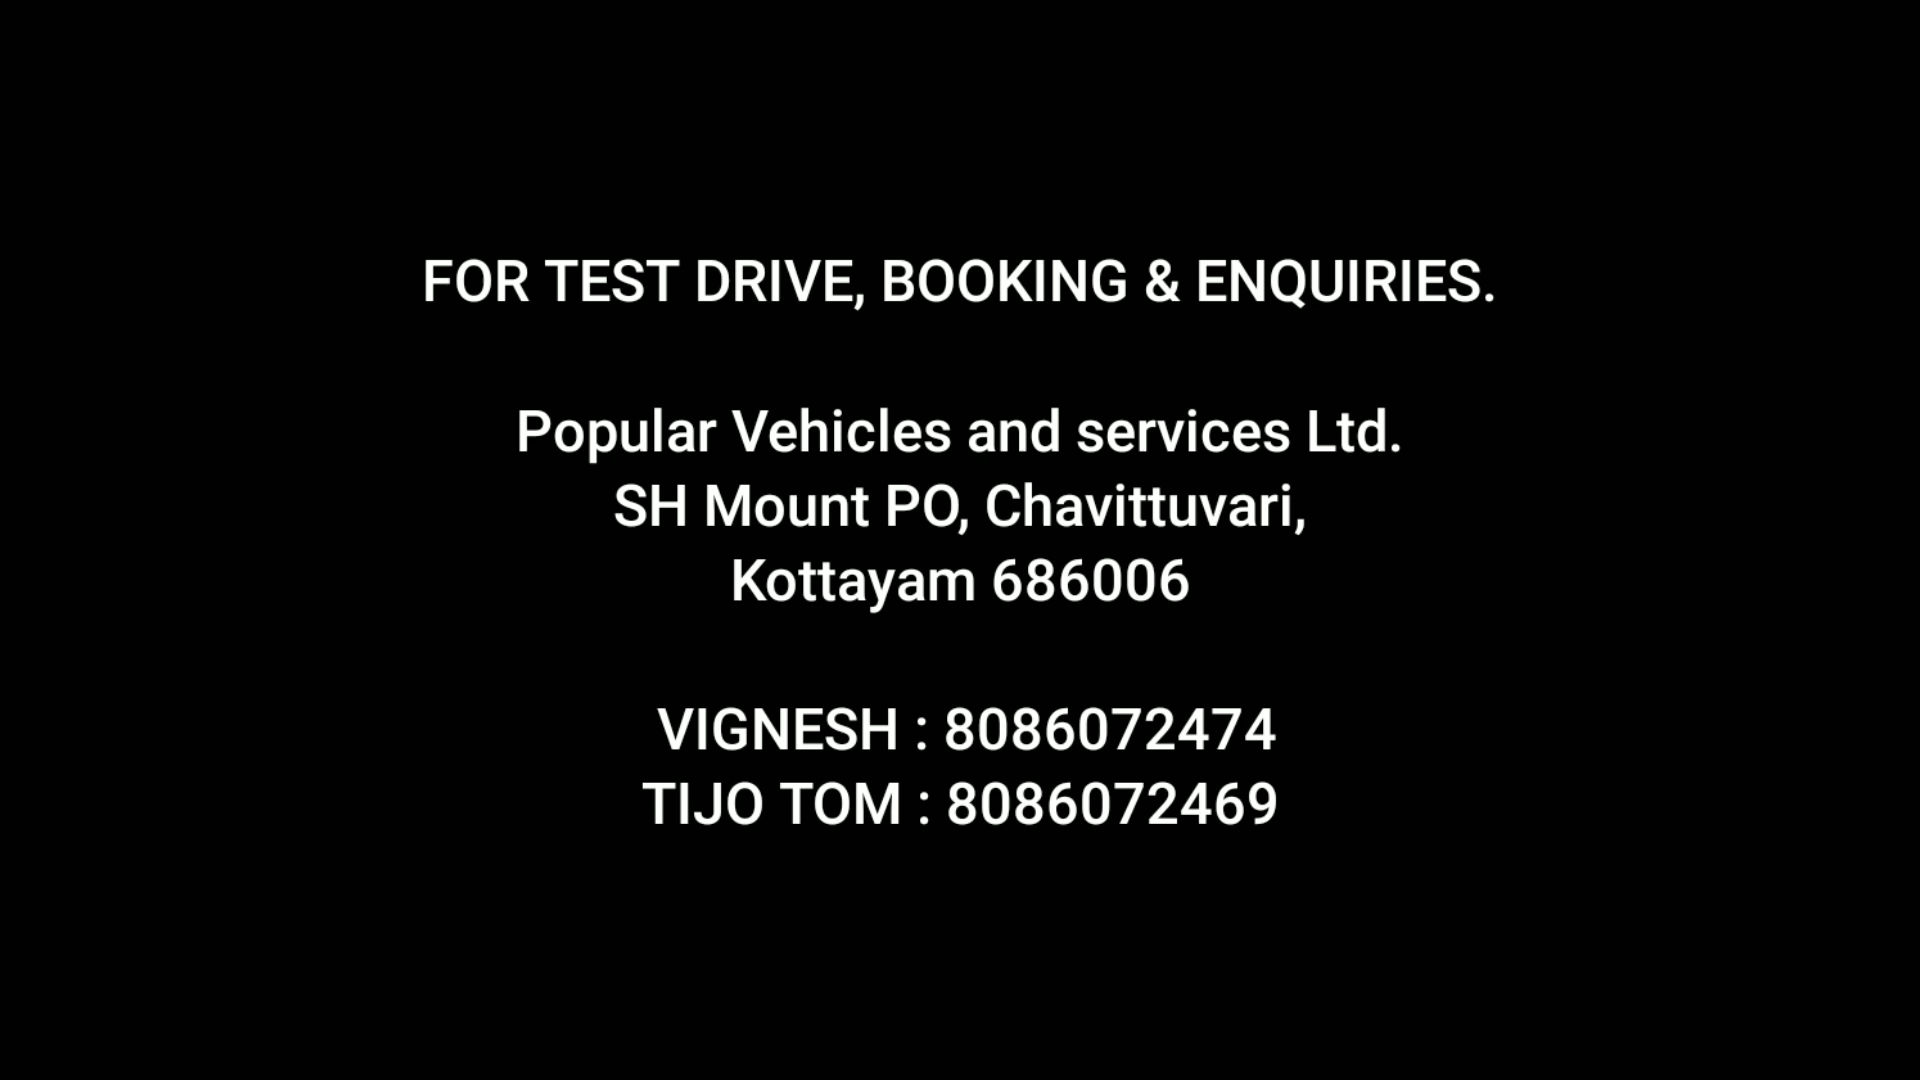 FOR TEST DRIVE, BOOKING & ENQUIRIES.
Popular Vehicles and services Ltd.
SH Mount PO, Chavittuvari,
Kottayam 686006
VIGNESH : 8086072474
TIJO TOM : 8086072469